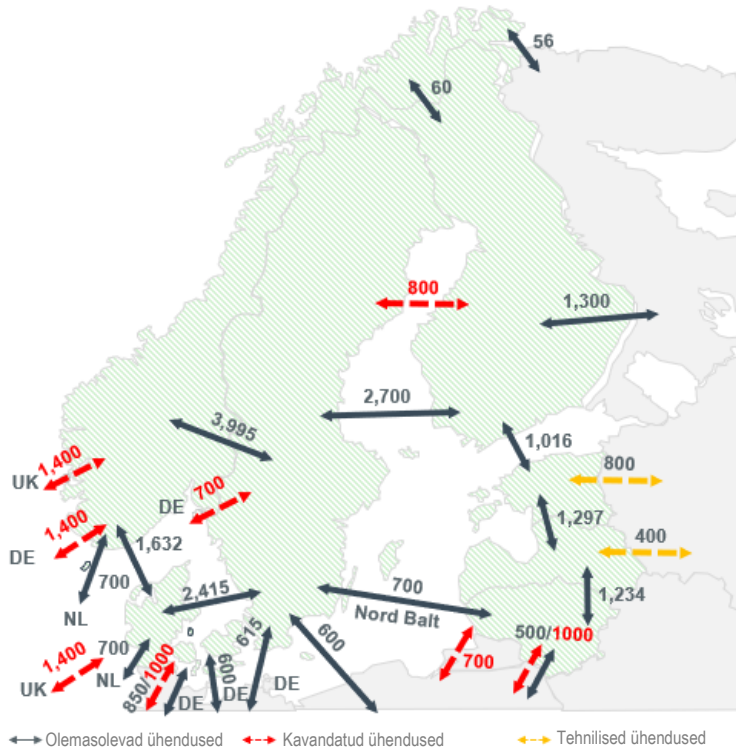 56
60
800
1,300
2,700
3,995
1,016
1,400
UK
700
DE
800
1,400
DE
1,632
1,297
400
700
NL
2,415
700
Nord Balt
1,234
615
600
500/1000
700
1,400
UK
700
NL
850/1000
600
DE
DE
DE
Olemasolevad ühendused
Kavandatud ühendused
Tehnilised ühendused